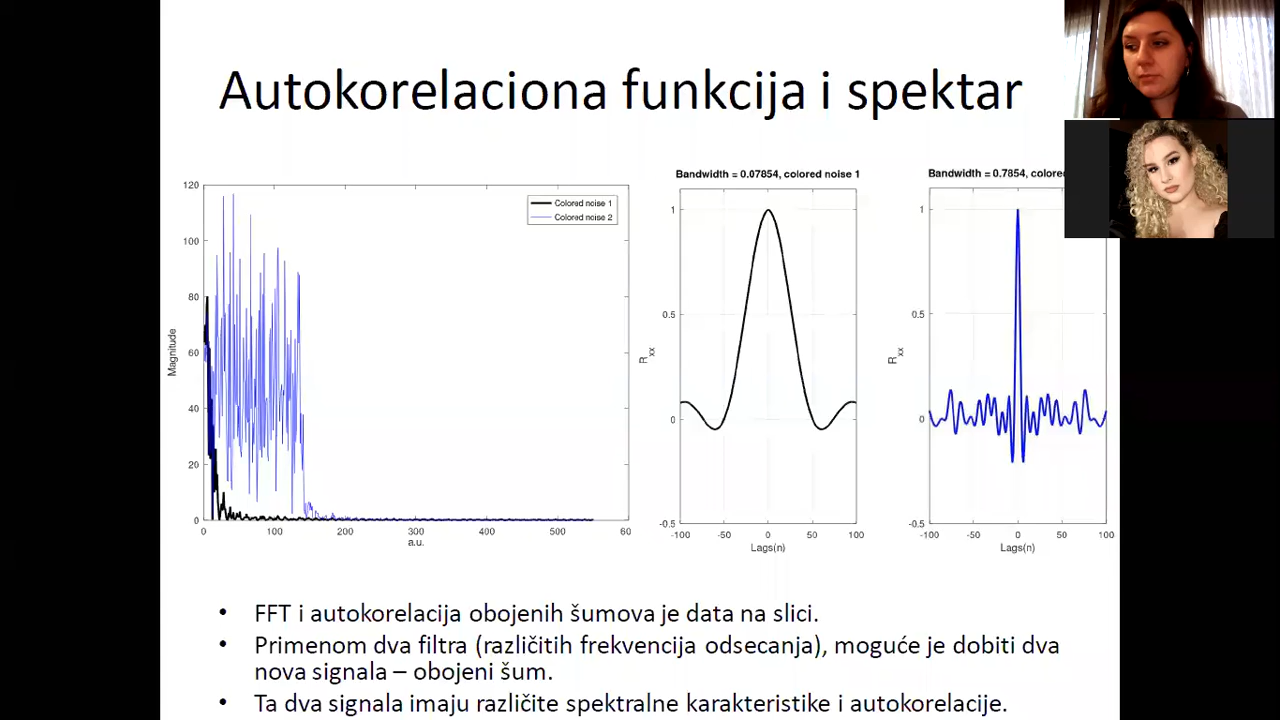 Autokorelaciona funkcija i spektar
120
100
80
60
40
20
0
Magnitude
0 100 200 300 400 500 60
a.u.
Colored noise 1
Colored noise 2
Bandwidth = 0.07854, colored noise 1
1
0.5
0
-0.5
Rxx
-100 -50 0 50 100
Lags(n)
Bandwidth = 0.7854, colored
1
0.5
0
-0.5
Rxx
-100 -50 0 50 100
Lags(n)
• FFT i autokorelacija obojenih šumova je data na slici.
• Primenom dva filtra (različitih frekvencija odsecanja), moguće je dobiti dva
nova signala – obojeni šum.
• Ta dva signala imaju različite spektralne karakteristike i autokorelacije.